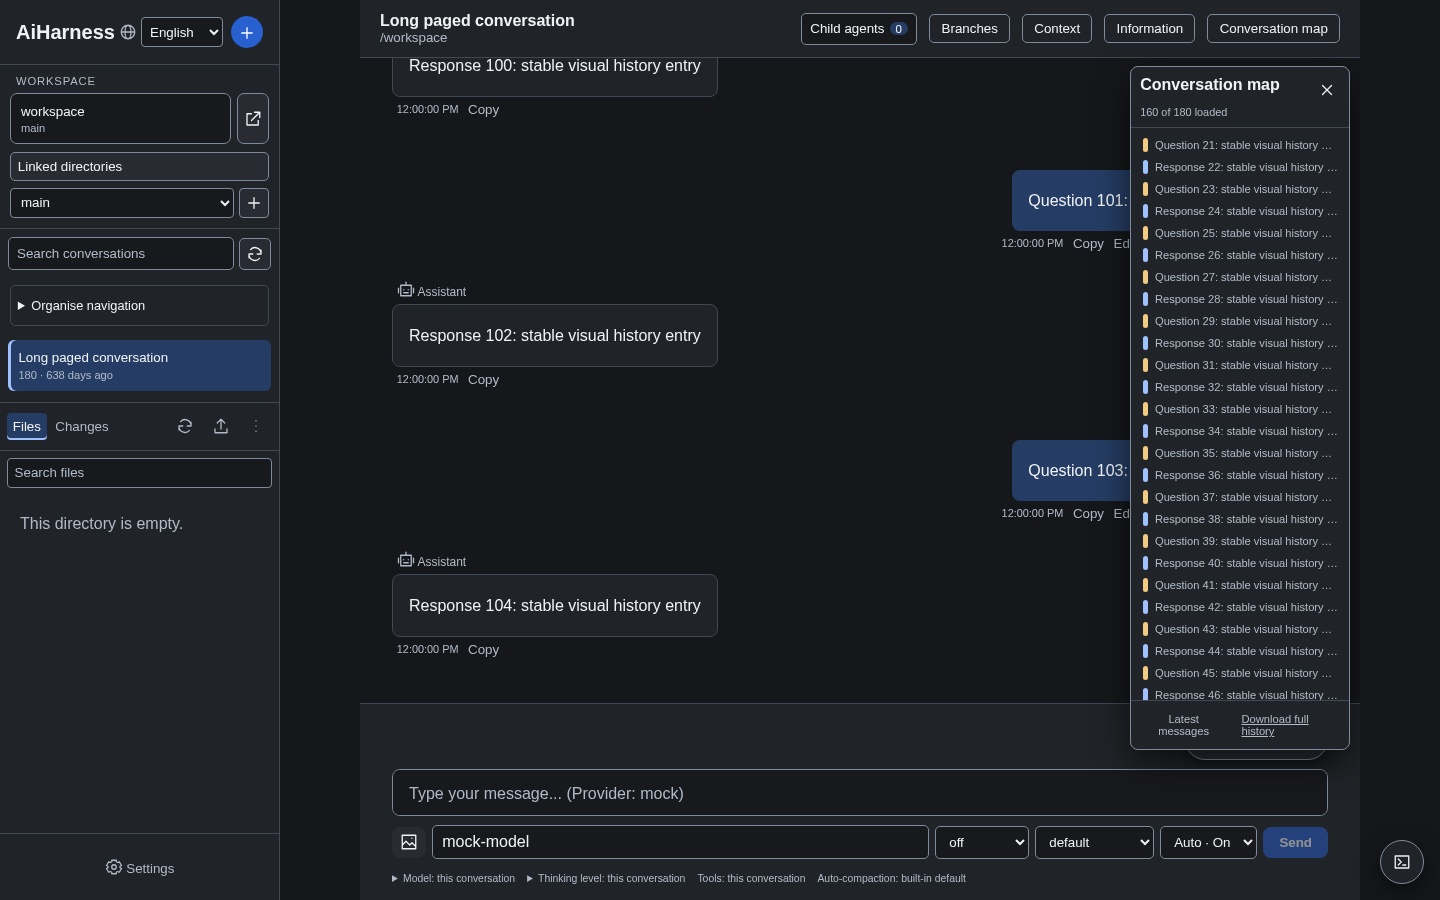 AiHarness
English
WORKSPACE
workspace
main
Linked directories
main
Search conversations
Organise navigation
Long paged conversation
180 · 638 days ago
Files
Changes
Search files
This directory is empty.
Settings
Long paged conversation
/workspace
Child agents 0
Branches
Context
Information
Conversation map
Response 100: stable visual history entry
12:00:00 PM Copy
Question 101:
12:00:00 PM Copy Ed
Assistant
Response 102: stable visual history entry
12:00:00 PM Copy
Question 103:
12:00:00 PM Copy Ed
Assistant
Response 104: stable visual history entry
12:00:00 PM Copy
Conversation map
160 of 180 loaded
Question 21: stable visual history …
Response 22: stable visual history …
Question 23: stable visual history …
Response 24: stable visual history …
Question 25: stable visual history …
Response 26: stable visual history …
Question 27: stable visual history …
Response 28: stable visual history …
Question 29: stable visual history …
Response 30: stable visual history …
Question 31: stable visual history …
Response 32: stable visual history …
Question 33: stable visual history …
Response 34: stable visual history …
Question 35: stable visual history …
Response 36: stable visual history …
Question 37: stable visual history …
Response 38: stable visual history …
Question 39: stable visual history …
Response 40: stable visual history …
Question 41: stable visual history …
Response 42: stable visual history …
Question 43: stable visual history …
Response 44: stable visual history …
Question 45: stable visual history …
Response 46: stable visual history …
Latest
messages
Download full
history
Type your message... (Provider: mock)
mock-model
off
default
Auto · On
Send
Model: this conversation
Thinking level: this conversation
Tools: this conversation
Auto-compaction: built-in default